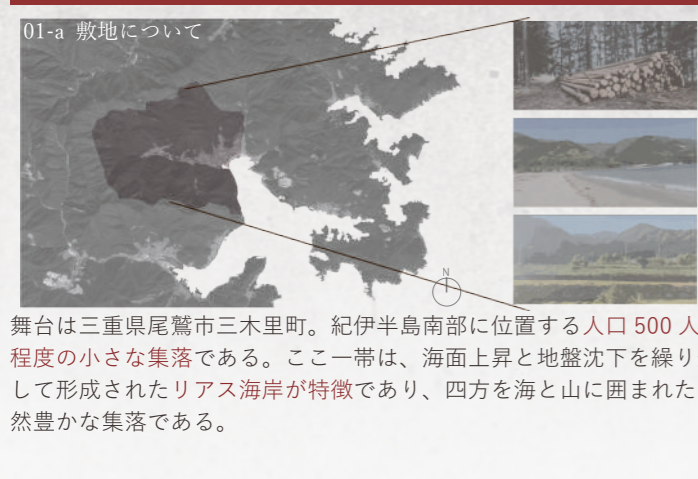 01-a 敷地について
N
舞台は三重県尾鷲市三木里町。紀伊半島南部に位置する人口 500 人
程度の小さな集落である。ここ一帯は、海面上昇と地盤沈下を繰り
して形成されたリアス海岸が特徴であり、四方を海と山に囲まれた
然豊かな集落である。